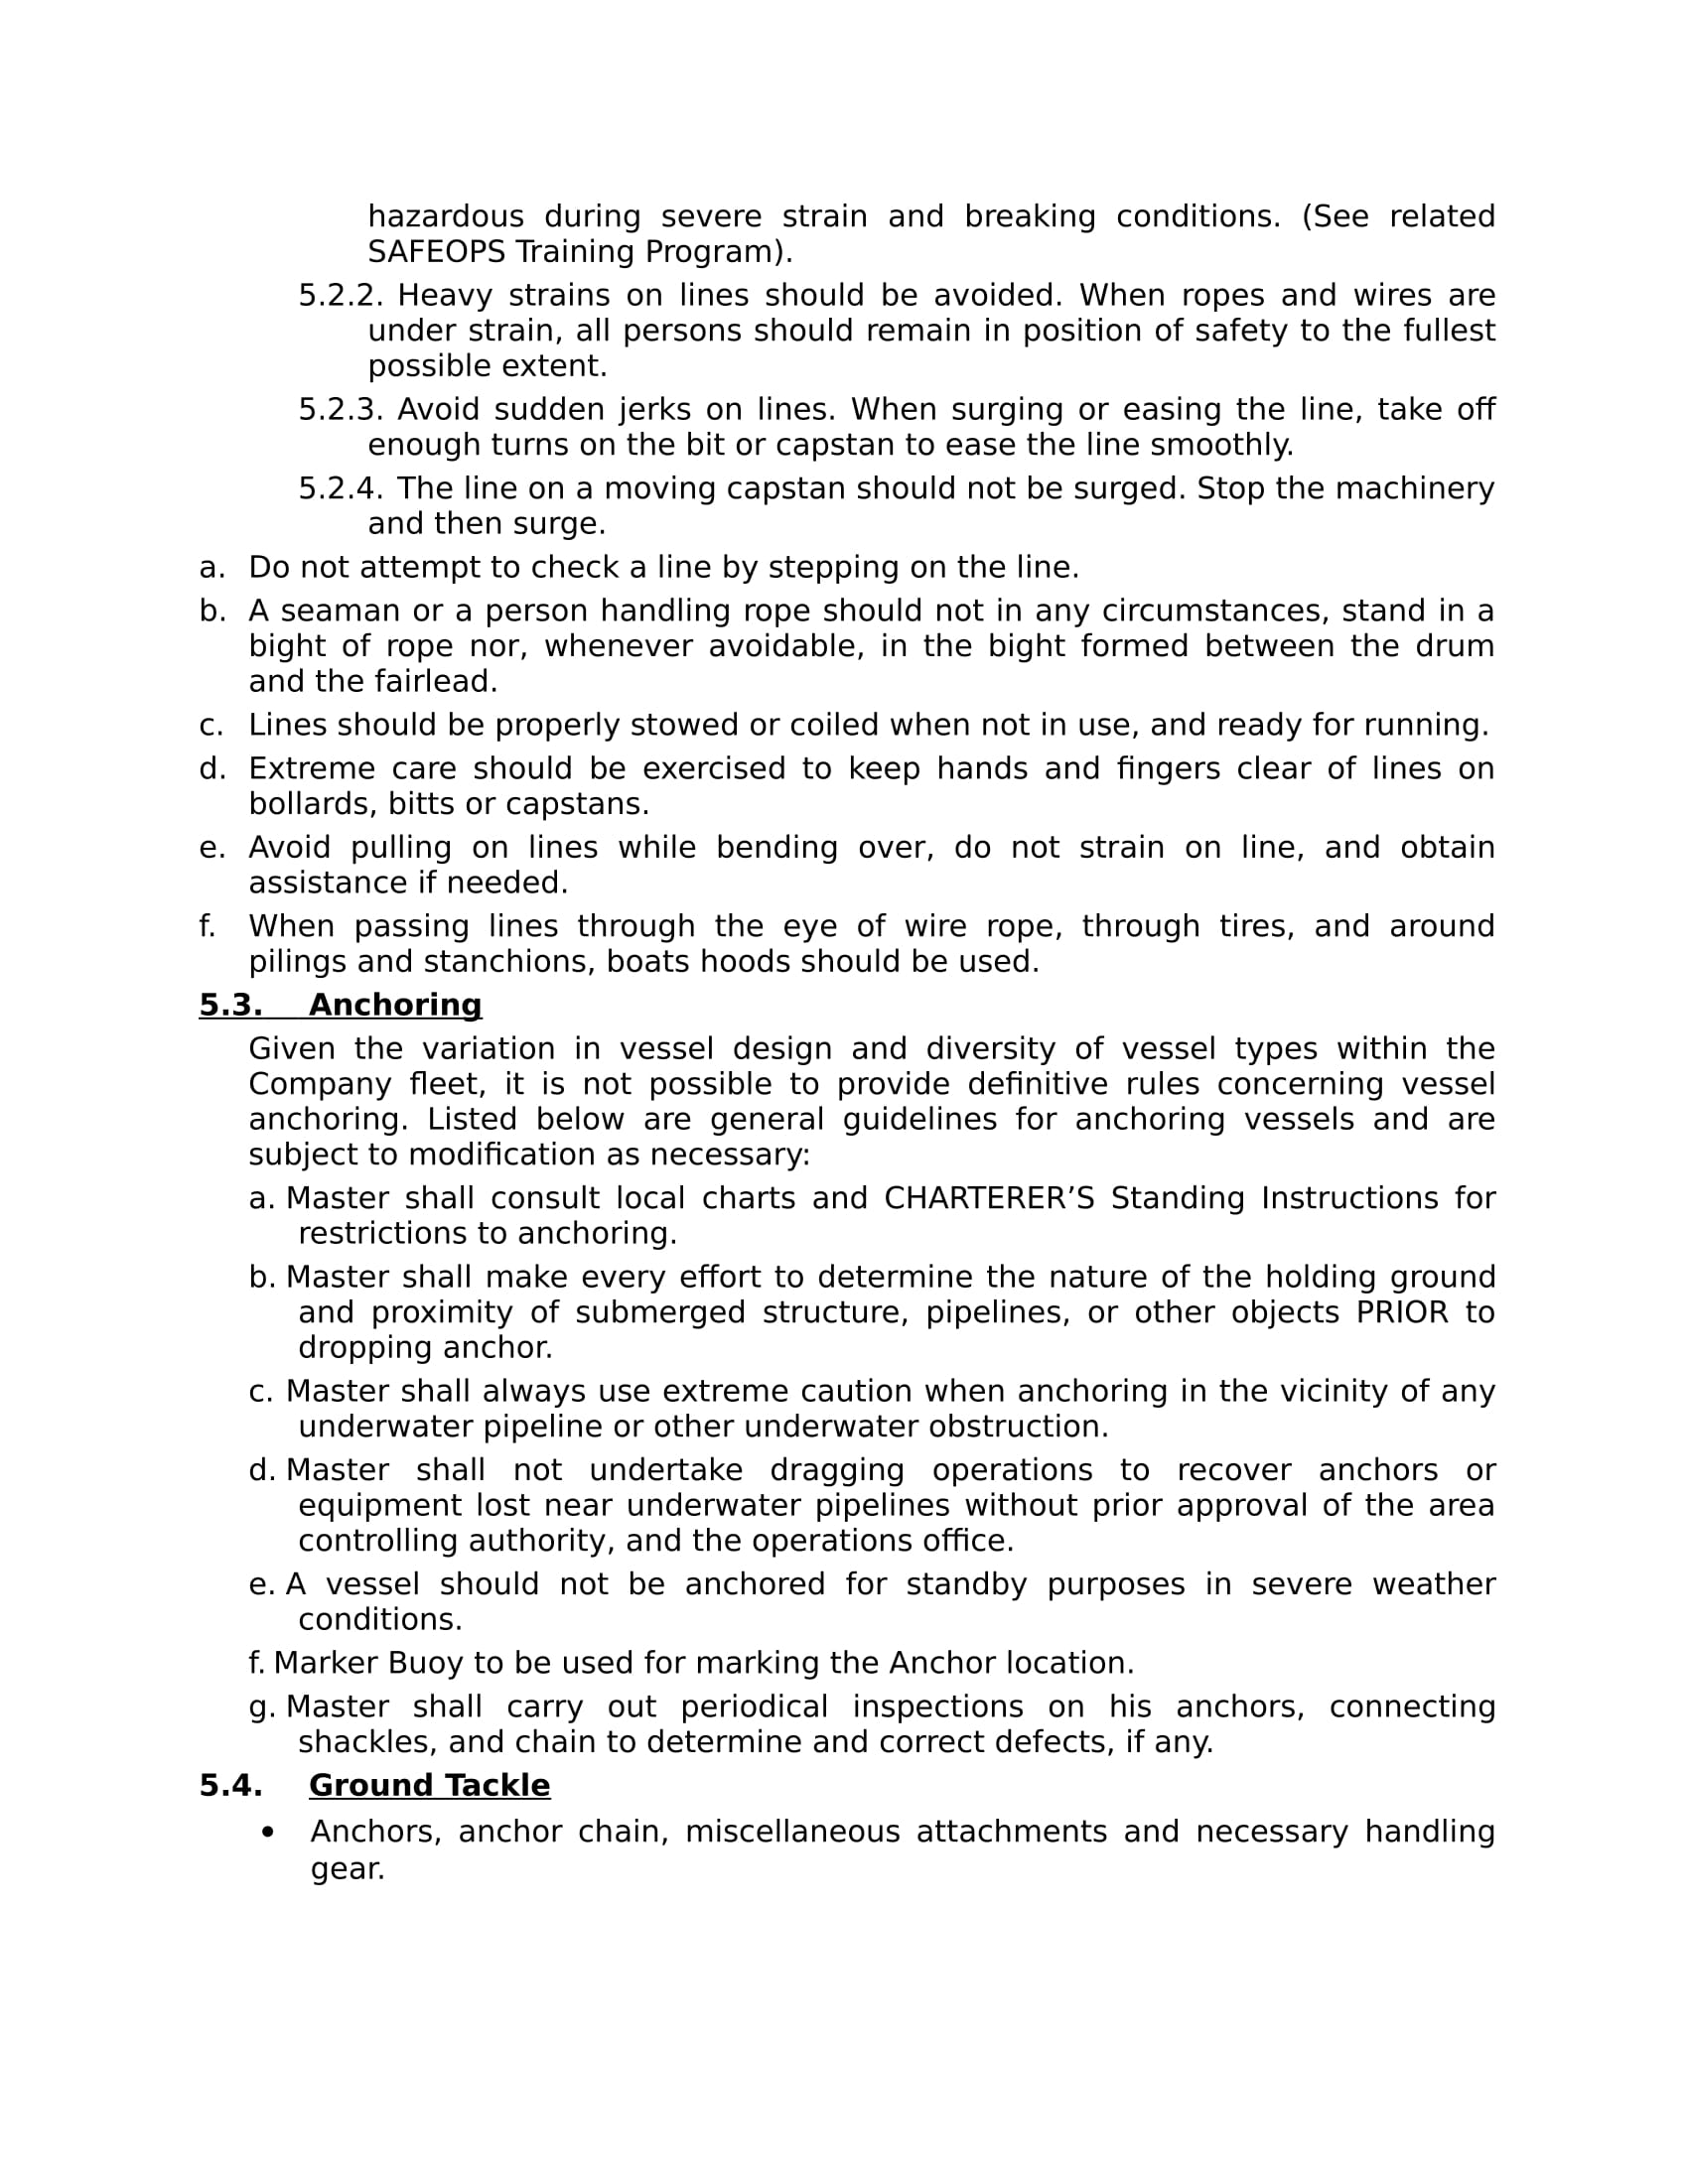 hazardous during severe strain and breaking conditions. (See related
SAFEOPS Training Program).
5.2.2. Heavy strains on lines should be avoided. When ropes and wires are
under strain, all persons should remain in position of safety to the fullest
possible extent.
5.2.3. Avoid sudden jerks on lines. When surging or easing the line, take off
enough turns on the bit or capstan to ease the line smoothly.
5.2.4. The line on a moving capstan should not be surged. Stop the machinery
and then surge.
a. Do not attempt to check a line by stepping on the line.
b. A seaman or a person handling rope should not in any circumstances, stand in a
bight of rope nor, whenever avoidable, in the bight formed between the drum
and the fairlead.
c. Lines should be properly stowed or coiled when not in use, and ready for running.
d. Extreme care should be exercised to keep hands and fingers clear of lines on
bollards, bitts or capstans.
e. Avoid pulling on lines while bending over, do not strain on line, and obtain
assistance if needed.
f. When passing lines through the eye of wire rope, through tires, and around
pilings and stanchions, boats hoods should be used.
5.3. Anchoring
Given the variation in vessel design and diversity of vessel types within the
Company fleet, it is not possible to provide definitive rules concerning vessel
anchoring. Listed below are general guidelines for anchoring vessels and are
subject to modification as necessary:
a. Master shall consult local charts and CHARTERER’S Standing Instructions for
restrictions to anchoring.
b. Master shall make every effort to determine the nature of the holding ground
and proximity of submerged structure, pipelines, or other objects PRIOR to
dropping anchor.
c. Master shall always use extreme caution when anchoring in the vicinity of any
underwater pipeline or other underwater obstruction.
d. Master shall not undertake dragging operations to recover anchors or
equipment lost near underwater pipelines without prior approval of the area
controlling authority, and the operations office.
e. A vessel should not be anchored for standby purposes in severe weather
conditions.
f. Marker Buoy to be used for marking the Anchor location.
g. Master shall carry out periodical inspections on his anchors, connecting
shackles, and chain to determine and correct defects, if any.
5.4. Ground Tackle
• Anchors, anchor chain, miscellaneous attachments and necessary handling
gear.